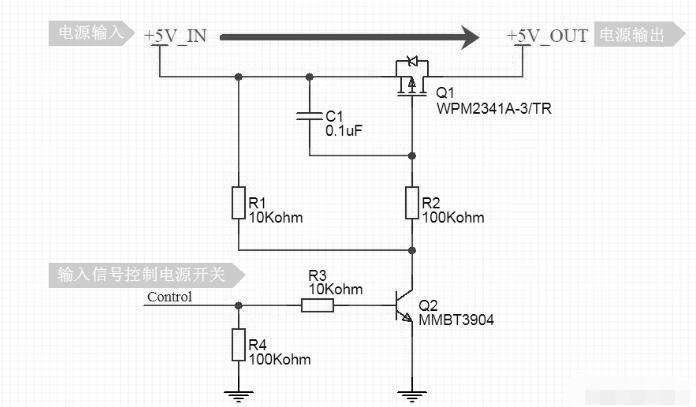 电源输入
+5V_IN
+5V_OUT
电源输出
Q1
WPM2341A-3/TR
C1
0.1uF
R1
10Kohm
R2
100Kohm
输入信号控制电源开关
Control
R3
10Kohm
Q2
MMBT3904
R4
100Kohm